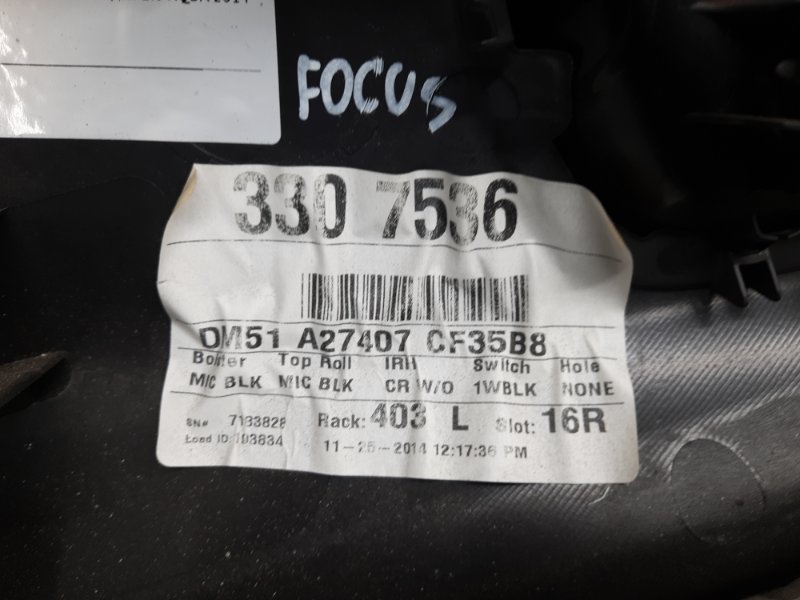 FOCUS
330 7536
DM51 A27407 CF35B8
Bolster Top Roll IRH Switch Hole
MIC BLK MIC BLK CR W/O 1WBLK NONE
SN# 7133828 Rack: 403 L Slot: 16R
Load ID: 103834 11-25-2014 12:17:36 PM